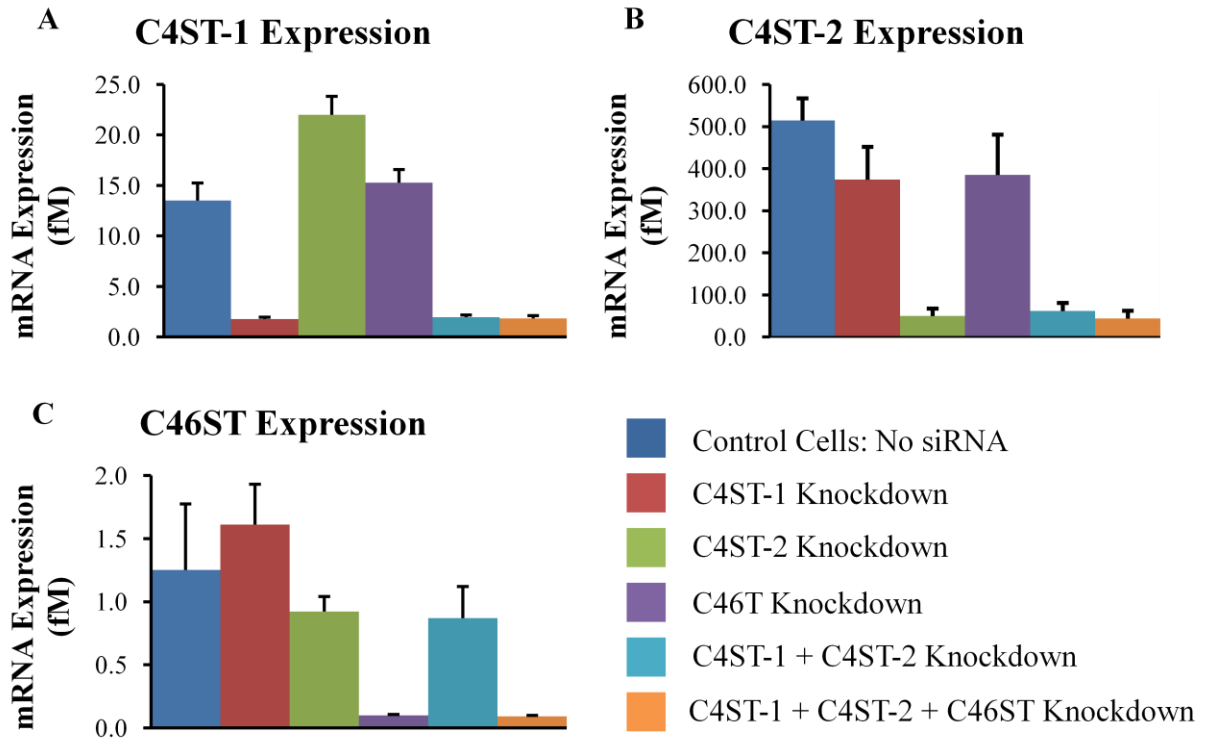 A
C4ST-1 Expression
mRNA Expression
(fM)
25.0
20.0
15.0
10.0
5.0
0.0
B
C4ST-2 Expression
mRNA Expression
(fM)
600.0
500.0
400.0
300.0
200.0
100.0
0.0
C
C46ST Expression
mRNA Expression
(fM)
2.0
1.5
1.0
0.5
0.0
Control Cells: No siRNA
C4ST-1 Knockdown
C4ST-2 Knockdown
C46T Knockdown
C4ST-1 + C4ST-2 Knockdown
C4ST-1 + C4ST-2 + C46ST Knockdown